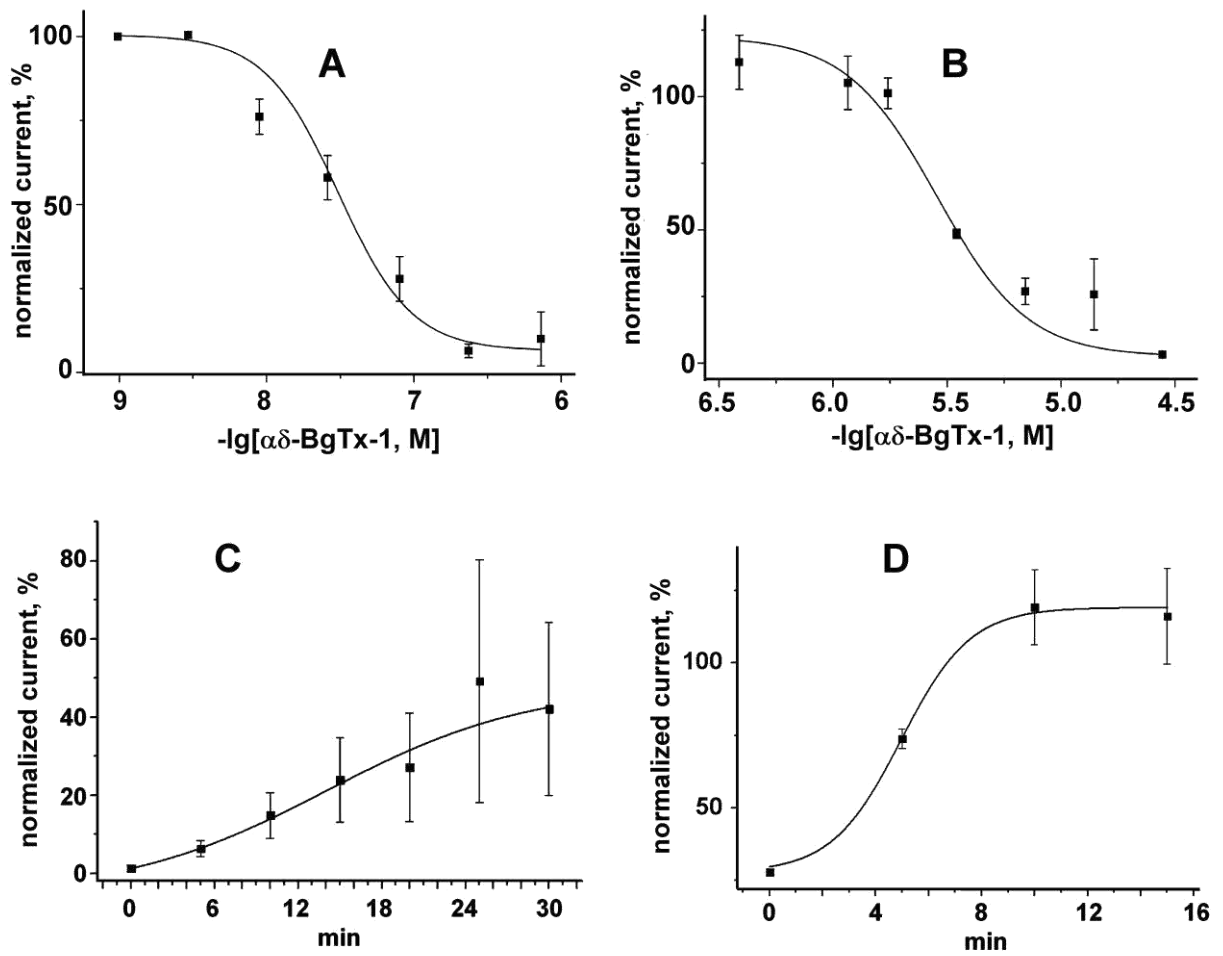 A
normalized current, %
100
50
0
9
8
7
6
-lg[αδ-BgTx-1, M]
B
normalized current, %
100
50
0
6.5
6.0
5.5
5.0
4.5
-lg[αδ-BgTx-1, M]
C
normalized current, %
80
60
40
20
0
0
6
12
18
24
30
min
D
normalized current, %
100
50
0
4
8
12
16
min